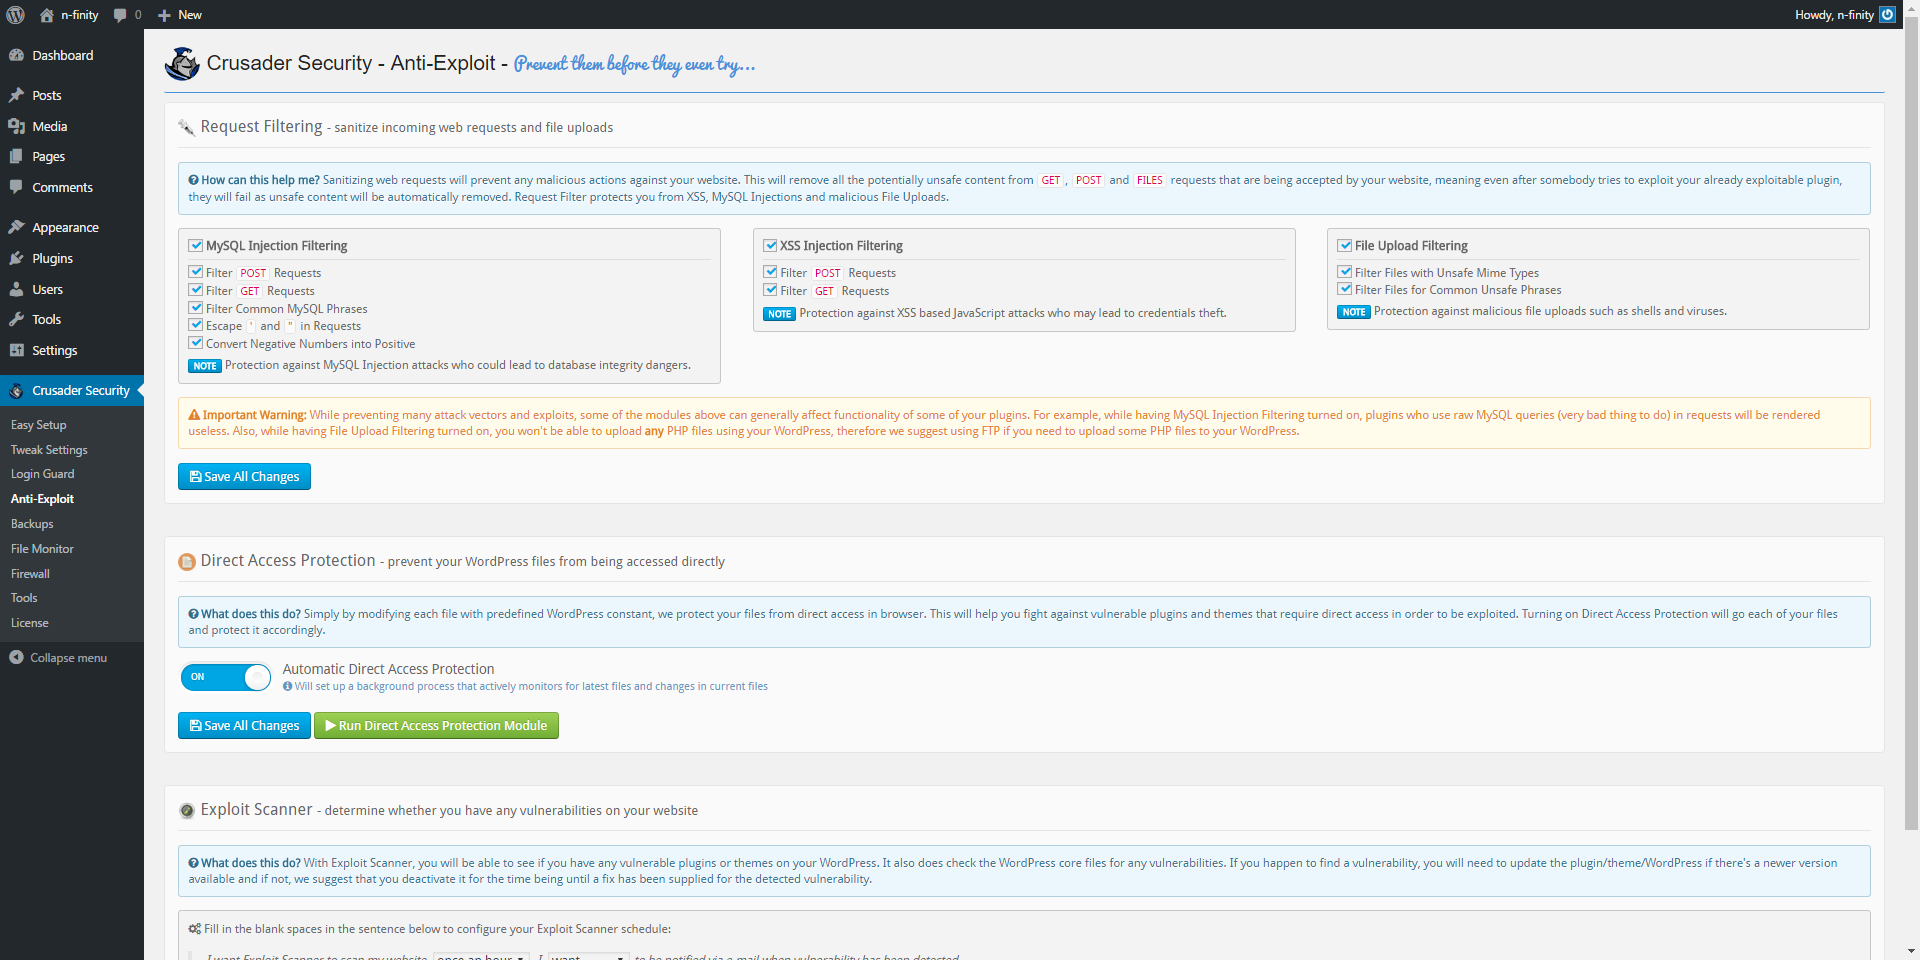 n-finity
0
New
Howdy, n-finity
Dashboard
Posts
Media
Pages
Comments
Appearance
Plugins
Users
Tools
Settings
Crusader Security
Easy Setup
Tweak Settings
Login Guard
Anti-Exploit
Backups
File Monitor
Firewall
Tools
License
Collapse menu
Crusader Security - Anti-Exploit - Prevent them before they even try...
Request Filtering - sanitize incoming web requests and file uploads
How can this help me? Sanitizing web requests will prevent any malicious actions against your website. This will remove all the potentially unsafe content from GET , POST and FILES requests that are being accepted by your website, meaning even after somebody tries to exploit your already exploitable plugin,
they will fail as unsafe content will be automatically removed. Request Filter protects you from XSS, MySQL Injections and malicious File Uploads.
MySQL Injection Filtering
Filter POST Requests
Filter GET Requests
Filter Common MySQL Phrases
Escape ' and " in Requests
Convert Negative Numbers into Positive
NOTE Protection against MySQL Injection attacks who could lead to database integrity dangers.
XSS Injection Filtering
Filter POST Requests
Filter GET Requests
NOTE Protection against XSS based JavaScript attacks who may lead to credentials theft.
File Upload Filtering
Filter Files with Unsafe Mime Types
Filter Files for Common Unsafe Phrases
NOTE Protection against malicious file uploads such as shells and viruses.
Important Warning: While preventing many attack vectors and exploits, some of the modules above can generally affect functionality of some of your plugins. For example, while having MySQL Injection Filtering turned on, plugins who use raw MySQL queries (very bad thing to do) in requests will be rendered
useless. Also, while having File Upload Filtering turned on, you won't be able to upload any PHP files using your WordPress, therefore we suggest using FTP if you need to upload some PHP files to your WordPress.
Save All Changes
Direct Access Protection - prevent your WordPress files from being accessed directly
What does this do? Simply by modifying each file with predefined WordPress constant, we protect your files from direct access in browser. This will help you fight against vulnerable plugins and themes that require direct access in order to be exploited. Turning on Direct Access Protection will go each of your files
and protect it accordingly.
ON
Automatic Direct Access Protection
Will set up a background process that actively monitors for latest files and changes in current files
Save All Changes
Run Direct Access Protection Module
Exploit Scanner - determine whether you have any vulnerabilities on your website
What does this do? With Exploit Scanner, you will be able to see if you have any vulnerable plugins or themes on your WordPress. It also does check the WordPress core files for any vulnerabilities. If you happen to find a vulnerability, you will need to update the plugin/theme/WordPress if there's a newer version
available and if not, we suggest that you deactivate it for the time being until a fix has been supplied for the detected vulnerability.
Fill in the blank spaces in the sentence below to configure your Exploit Scanner schedule:
I want Exploit Scanner to scan my website once an hour I want to be notified via e-mail when vulnerability has been detected